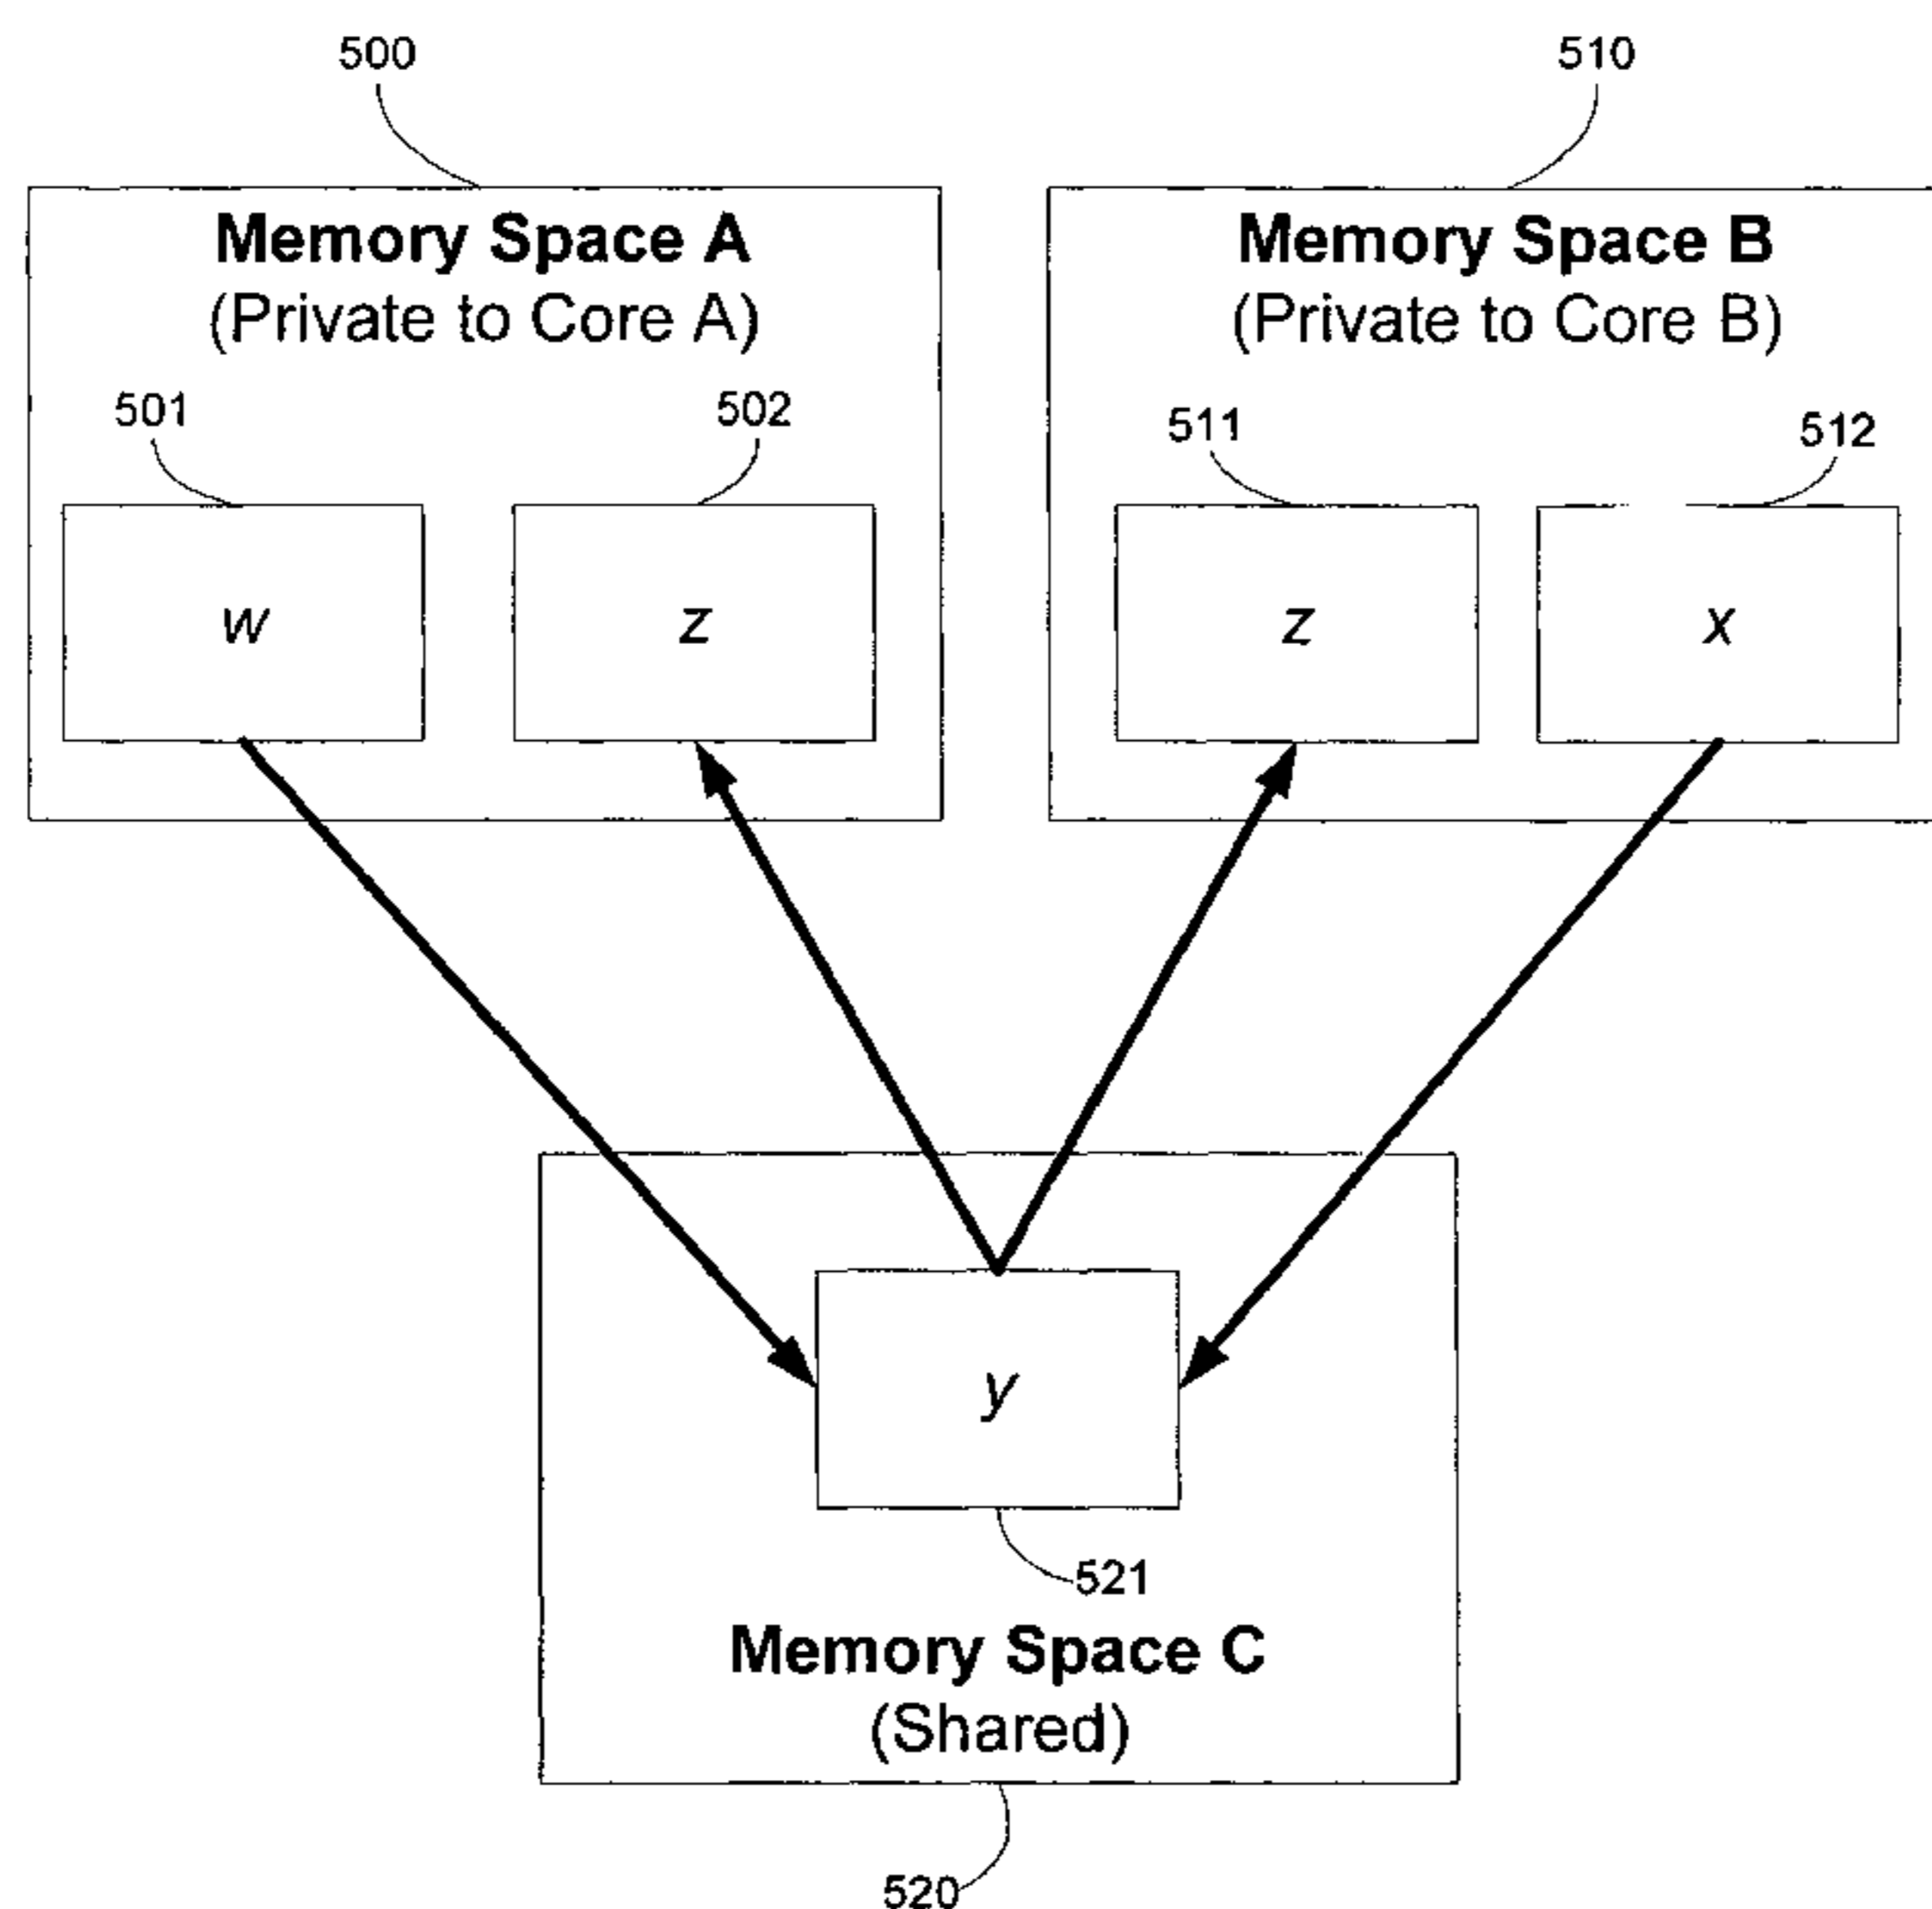 500
510
Memory Space A
(Private to Core A)
Memory Space B
(Private to Core B)
501
502
511
512
w
z
z
x
y
521
Memory Space C
(Shared)
520